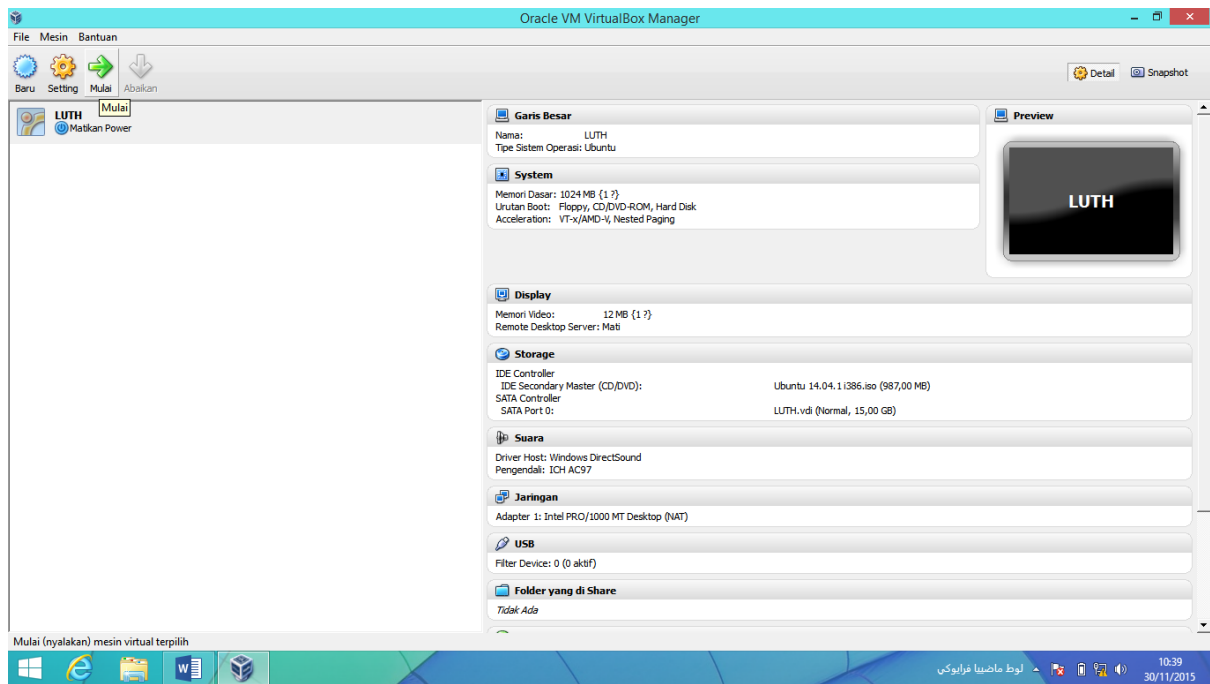 Oracle VM VirtualBox Manager
File Mesin Bantuan
Baru Setting Mulai Abaikan
Detail Snapshot
Mulai
LUTH
Matikan Power
Garis Besar
Nama: LUTH
Tipe Sistem Operasi: Ubuntu
Preview
LUTH
System
Memori Dasar: 1024 MB {1 ?}
Urutan Boot: Floppy, CD/DVD-ROM, Hard Disk
Acceleration: VT-x/AMD-V, Nested Paging
Display
Memori Video: 12 MB {1 ?}
Remote Desktop Server: Mati
Storage
IDE Controller
IDE Secondary Master (CD/DVD): Ubuntu 14.04.1 i386.iso (987,00 MB)
SATA Controller
SATA Port 0: LUTH.vdi (Normal, 15,00 GB)
Suara
Driver Host: Windows DirectSound
Pengendali: ICH AC97
Jaringan
Adapter 1: Intel PRO/1000 MT Desktop (NAT)
USB
Filter Device: 0 (0 aktif)
Folder yang di Share
Tidak Ada
Mulai (nyalakan) mesin virtual terpilih
لوط ماضييا فرايوكي
10:39
30/11/2015